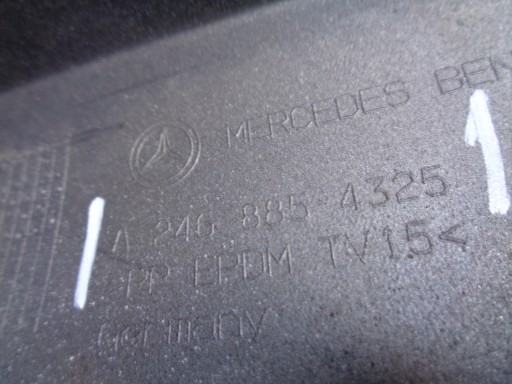 MERCEDES BEN
A 246 885 4325
>PP EPDM TV15<
Germany